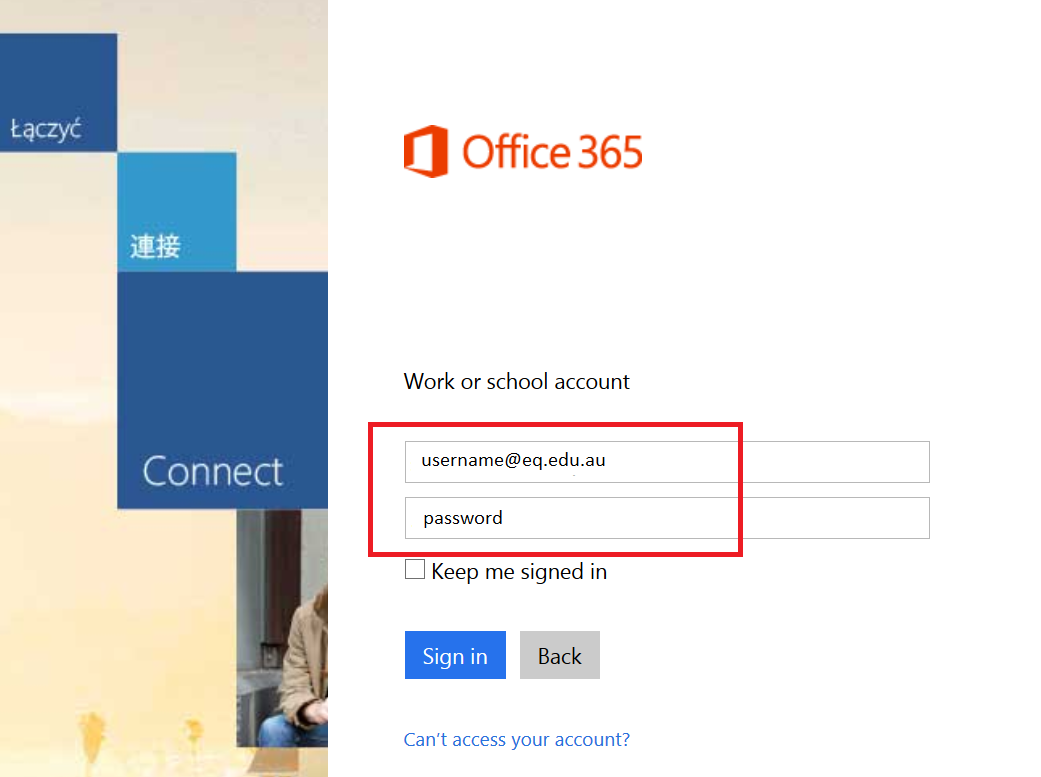 Łączyć
連接
Connect
Office 365
Work or school account
username@eq.edu.au
password
Keep me signed in
Sign in
Back
Can't access your account?